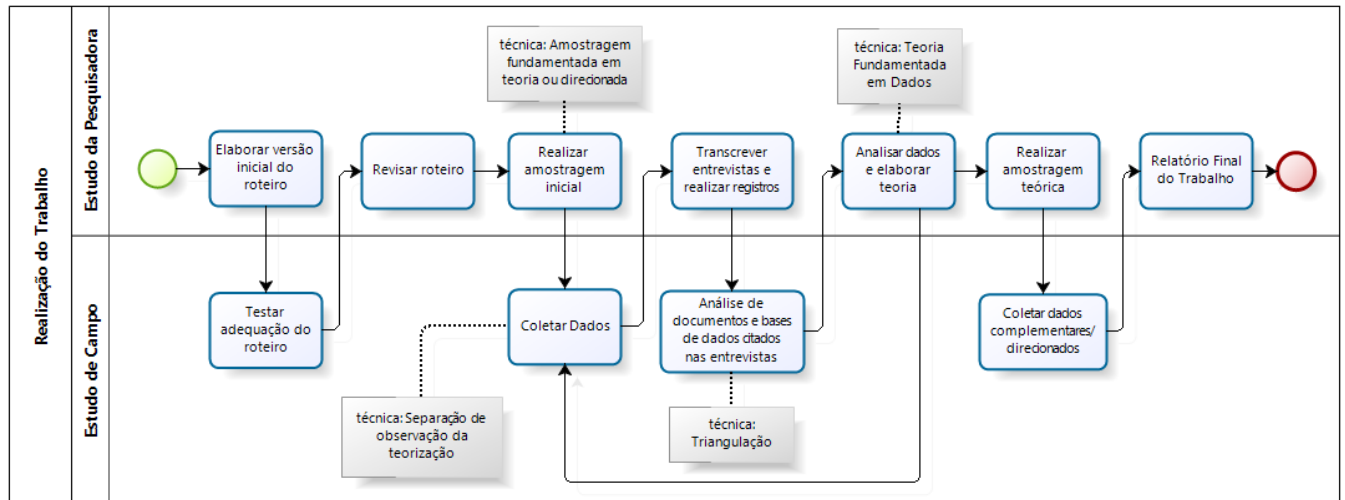 Realização do Trabalho
Estudo da Pesquisadora
técnica: Amostragem
fundamentada em
teoria ou direcionada
técnica: Teoria
Fundamentada
em Dados
Elaborar versão
inicial do
roteiro
Revisar roteiro
Realizar
amostragem
inicial
Transcrever
entrevistas e
realizar registros
Analisar dados
e elaborar
teoria
Realizar
amostragem
teórica
Relatório Final
do Trabalho
Estudo de Campo
Testar
adequação do
roteiro
Coletar Dados
Análise de
documentos e bases
de dados citados
nas entrevistas
Coletar dados
complementares/
direcionados
técnica: Separação de
observação da
teorização
técnica:
Triangulação